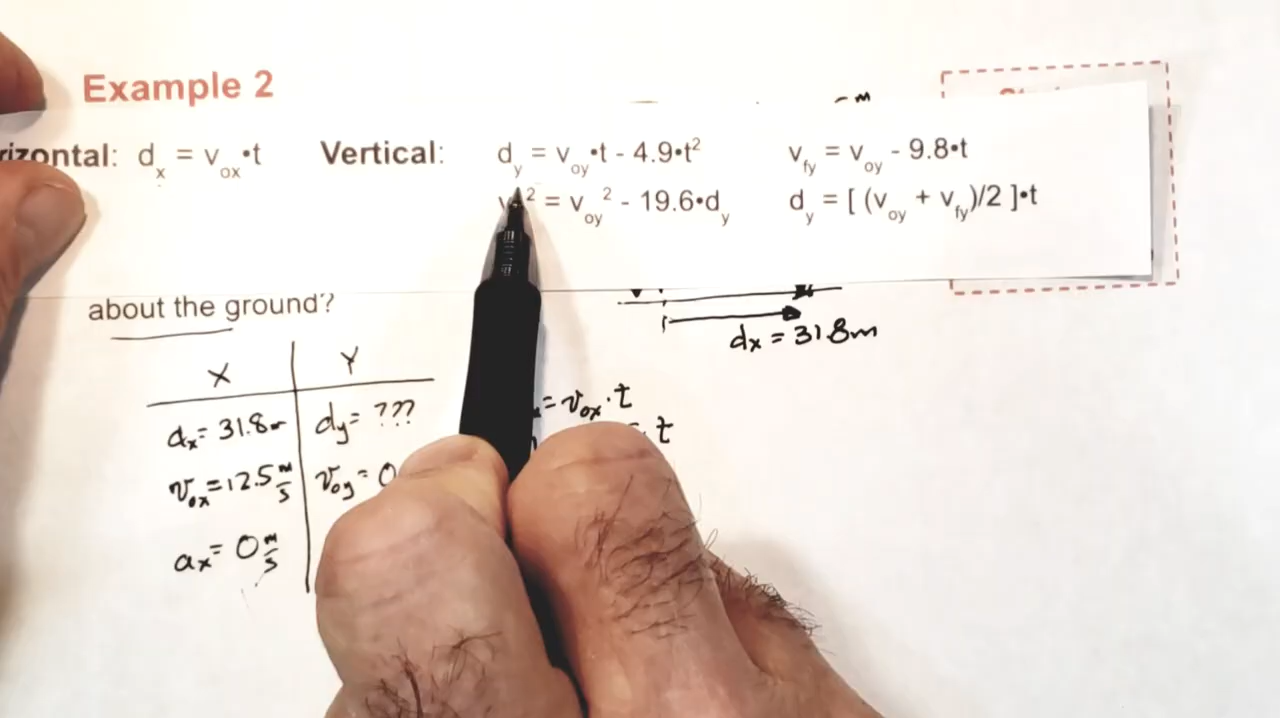 Example 2
rizontal: dx = vox•t
Vertical: dy = voy•t - 4.9•t²
vfy = voy - 9.8•t
² = voy² - 19.6•dy
dy = [ (voy + vfy)/2 ]•t
about the ground?
dx = 31.8m
X Y
dx = 31.8m dy = ???
vox = 12.5 m/s voy = 0
ax = 0 m/s
= vox · t
t